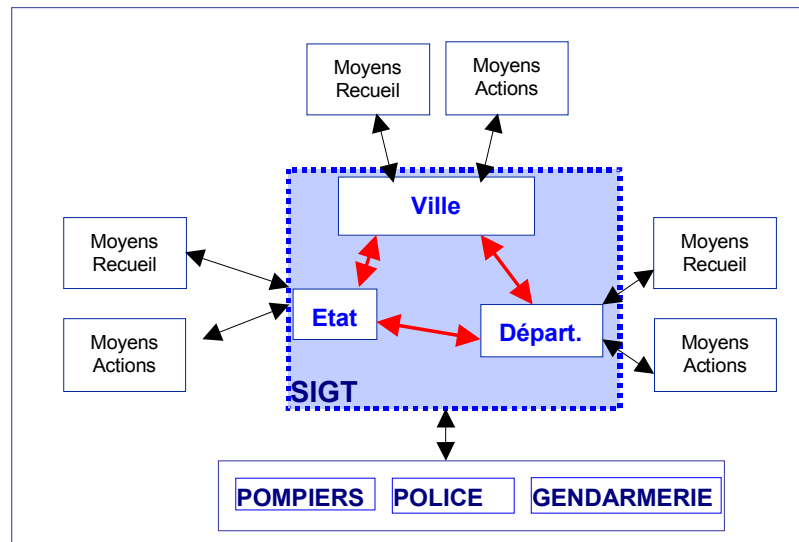 Moyens
Recueil
Moyens
Actions
Ville
Moyens
Recueil
Moyens
Actions
Etat
Départ.
Moyens
Recueil
Moyens
Actions
SIGT
POMPIERS
POLICE
GENDARMERIE